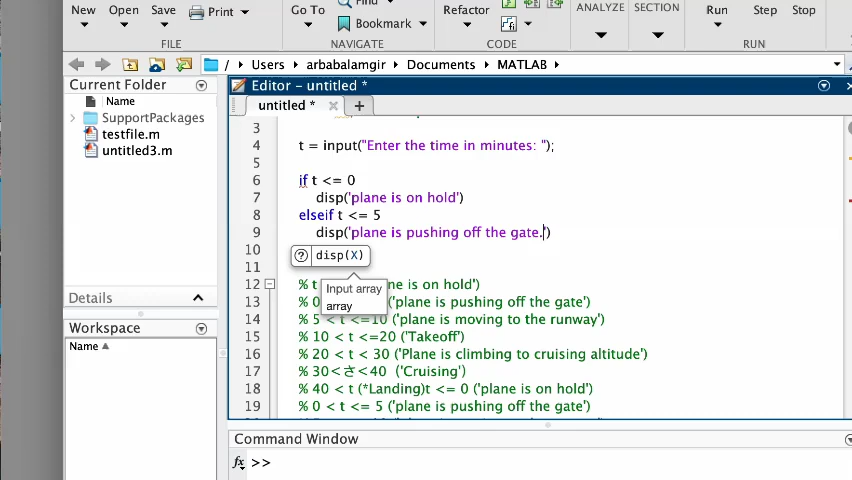 Find
New Open Save Print Go To Bookmark Refactor ANALYZE SECTION Run Step Stop
FILE NAVIGATE CODE RUN
/ Users arbabalamgir Documents MATLAB
Current Folder
Name
SupportPackages
testfile.m
untitled3.m
Details
Workspace
Name
Editor – untitled *
untitled * +
3
4 t = input("Enter the time in minutes: ");
5
6 if t <= 0
7 disp('plane is on hold')
8 elseif t <= 5
9 disp('plane is pushing off the gate.')
10
disp(X)
11
Input array
array
12 % t ane is on hold')
13 % 0 ('plane is pushing off the gate')
14 % 5 < t <=10 ('plane is moving to the runway')
15 % 10 < t <=20 ('Takeoff')
16 % 20 < t < 30 ('Plane is climbing to cruising altitude')
17 % 30<さ<40 ('Cruising')
18 % 40 < t (*Landing)t <= 0 ('plane is on hold')
19 % 0 < t <= 5 ('plane is pushing off the gate')
Command Window
fx >>